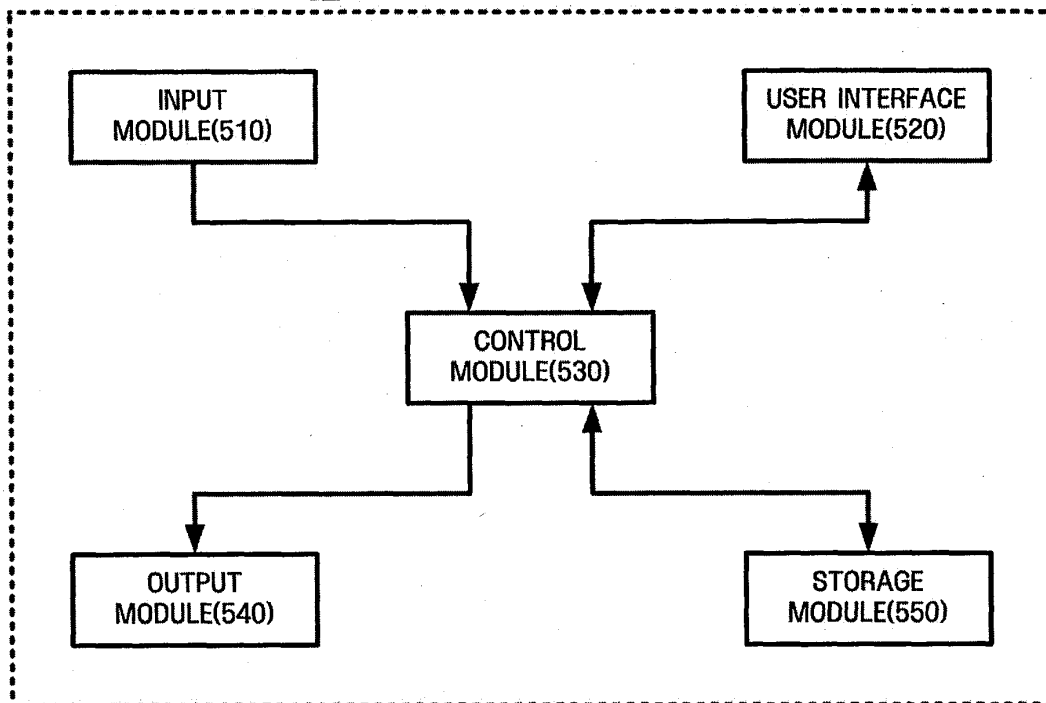 INPUT
MODULE(510)
USER INTERFACE
MODULE(520)
CONTROL
MODULE(530)
OUTPUT
MODULE(540)
STORAGE
MODULE(550)